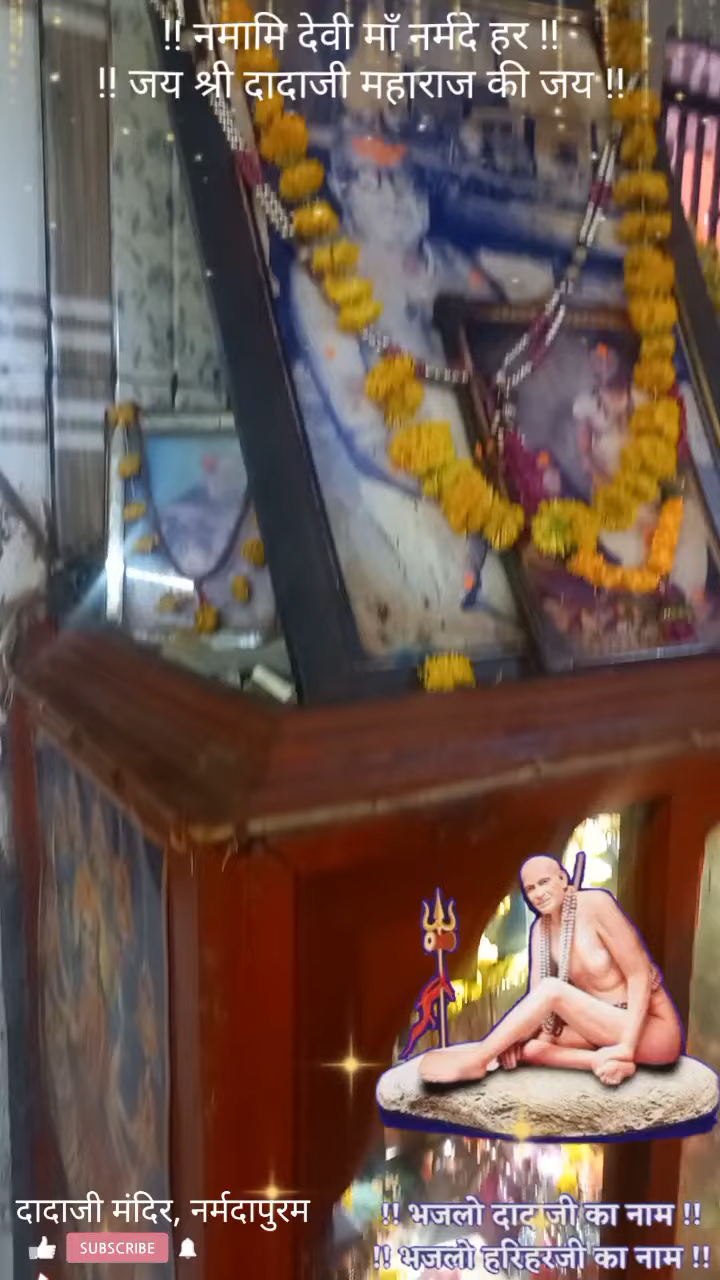 !! नमामि देवी माँ नर्मदे हर !!
!! जय श्री दादाजी महाराज की जय !!
दादाजी मंदिर, नर्मदापुरम
SUBSCRIBE
!! भजलो दादाजी का नाम !!
!! भजलो हरिहरजी का नाम !!